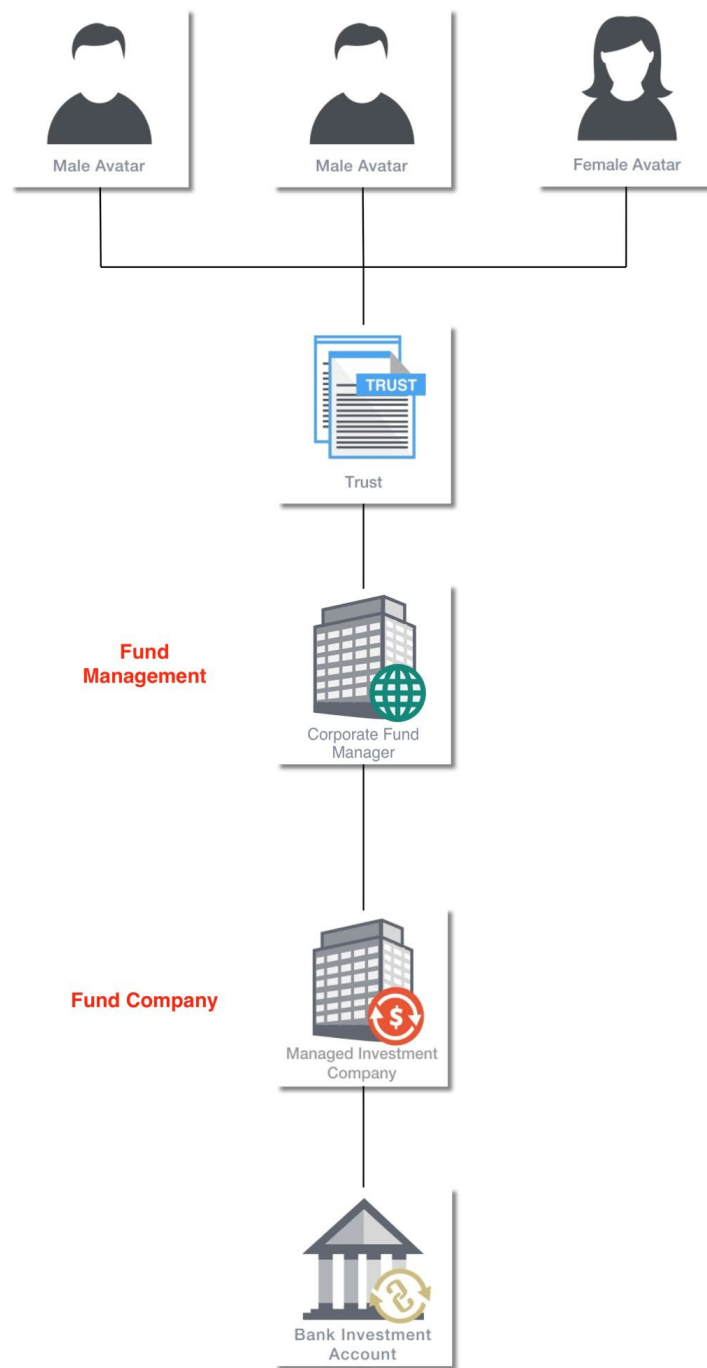 Male Avatar
Male Avatar
Female Avatar
TRUST
Trust
Fund
Management
Corporate Fund
Manager
Fund Company
$
Managed Investment
Company
Bank Investment
Account